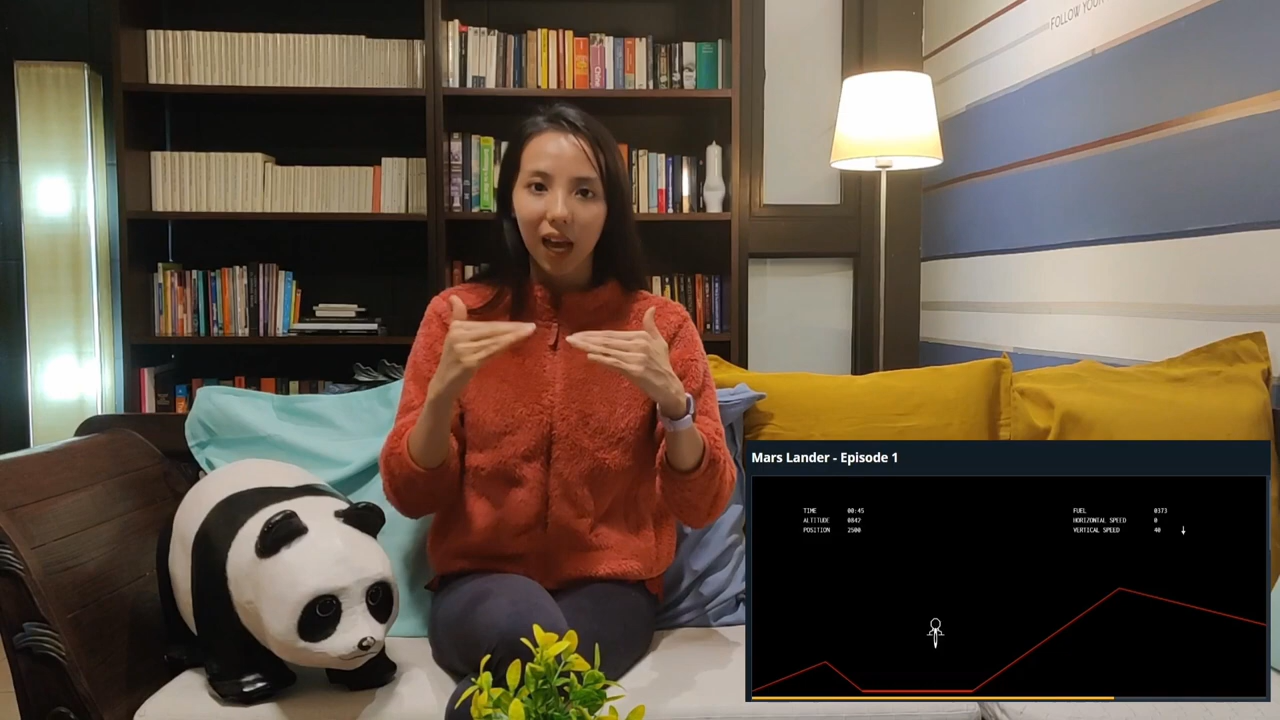 FOLLOW YOUR
Mars Lander - Episode 1
TIME 00:45
ALTITUDE 0842
POSITION 2500
FUEL 0373
HORIZONTAL SPEED 0
VERTICAL SPEED 40